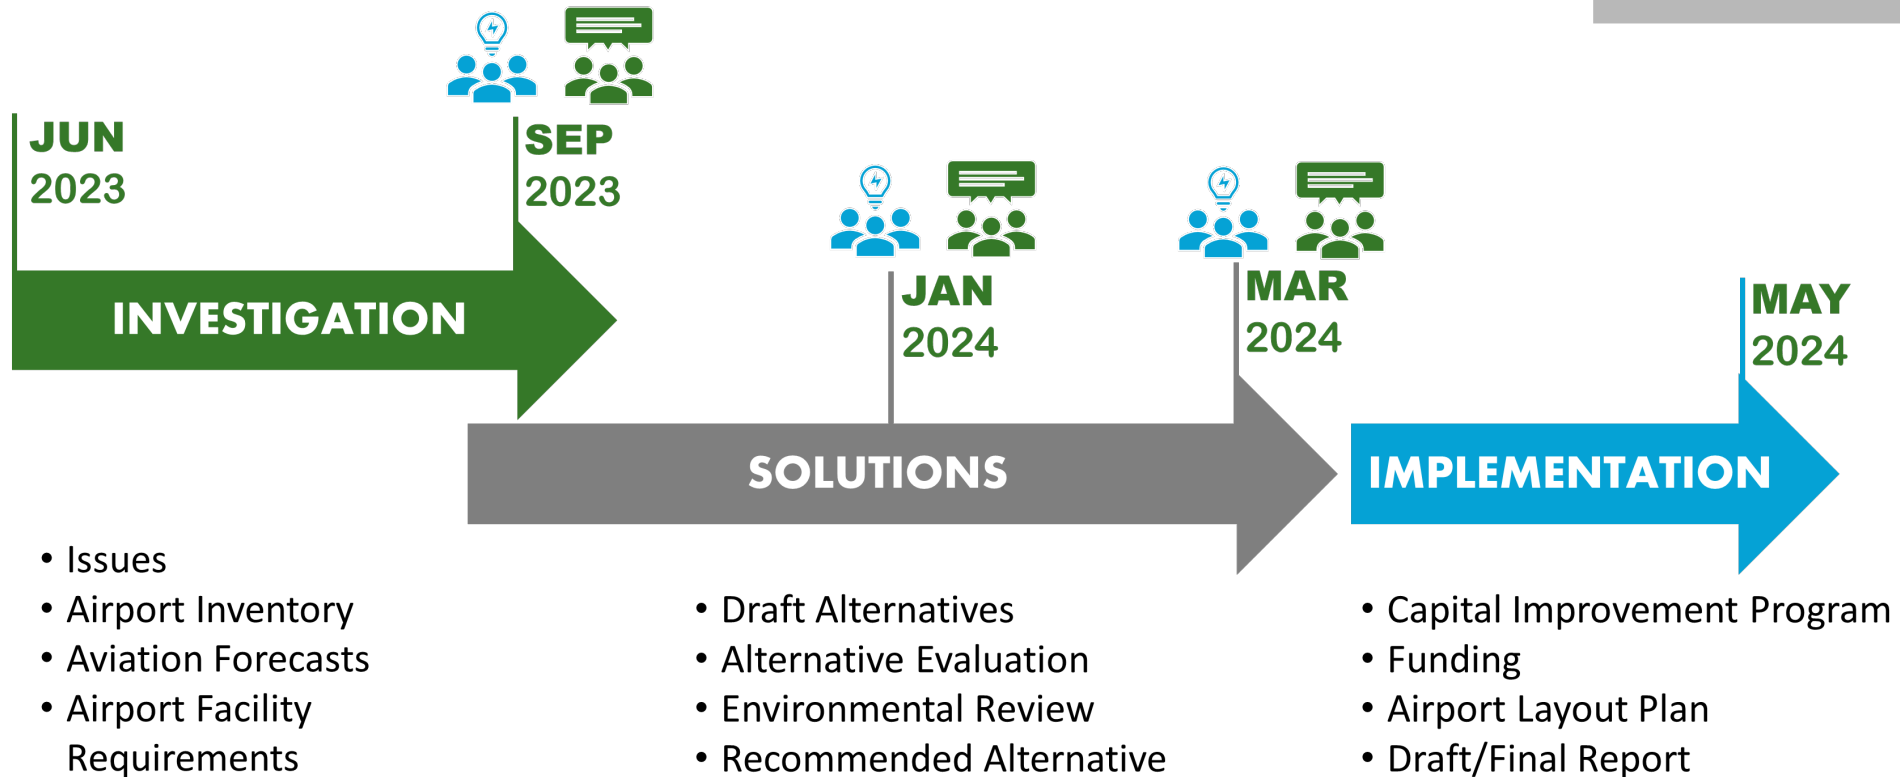 JUN
2023
SEP
2023
JAN
2024
MAR
2024
MAY
2024
INVESTIGATION
SOLUTIONS
IMPLEMENTATION
• Issues
• Airport Inventory
• Aviation Forecasts
• Airport Facility
Requirements
• Draft Alternatives
• Alternative Evaluation
• Environmental Review
• Recommended Alternative
• Capital Improvement Program
• Funding
• Airport Layout Plan
• Draft/Final Report